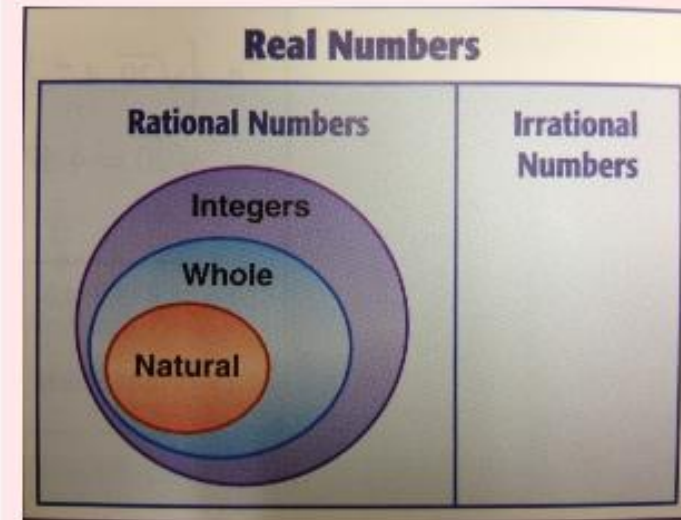 Real Numbers
Rational Numbers
Irrational
Numbers
Integers
Whole
Natural